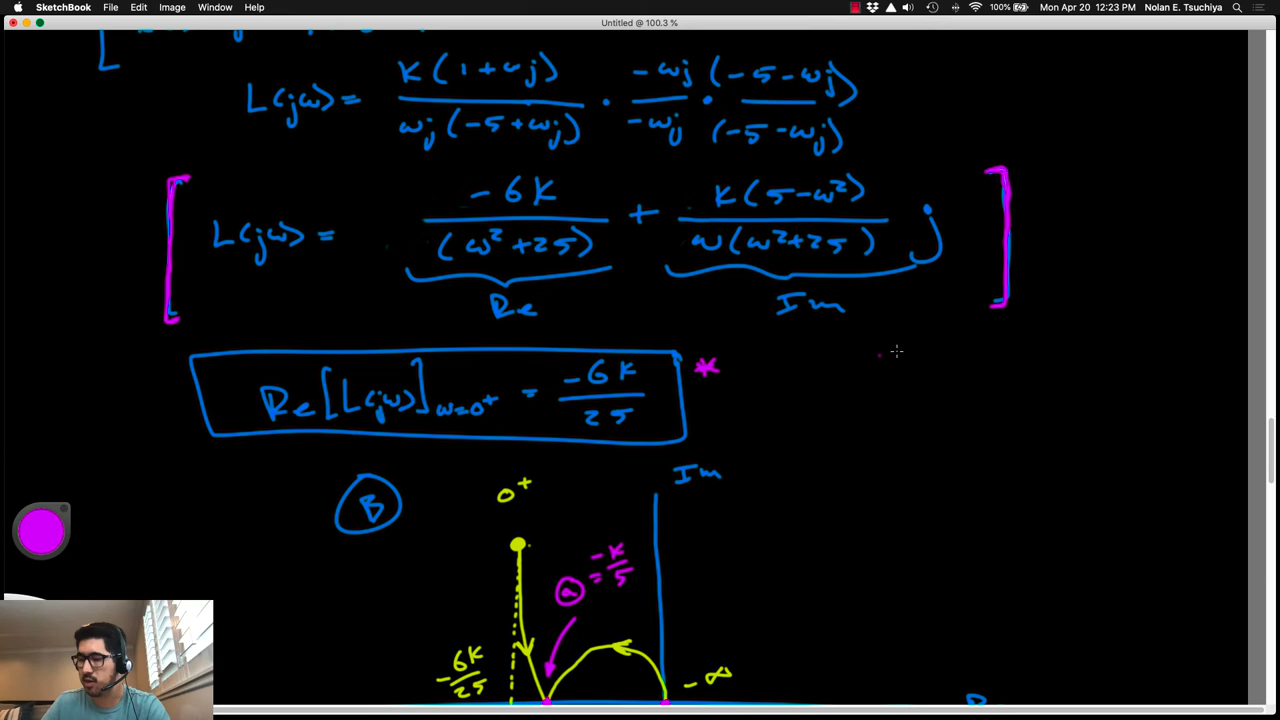 SketchBook File Edit Image Window Help 100% Mon Apr 20 12:23 PM Nolan E. Tsuchiya
Untitled @ 100.3 %
L(jω) = K(1+ωj) / ωj(-5+ωj) · -ωj / -ωj · (-5-ωj) / (-5-ωj)
L(jω) = -6K / (ω²+25) + K(5-ω²) / ω(ω²+25) j
Re Im
Re[L(jω)]ω=0⁺ = -6K / 25 *
B 0⁺ Im
a = -K/5
-6K/25 -∞